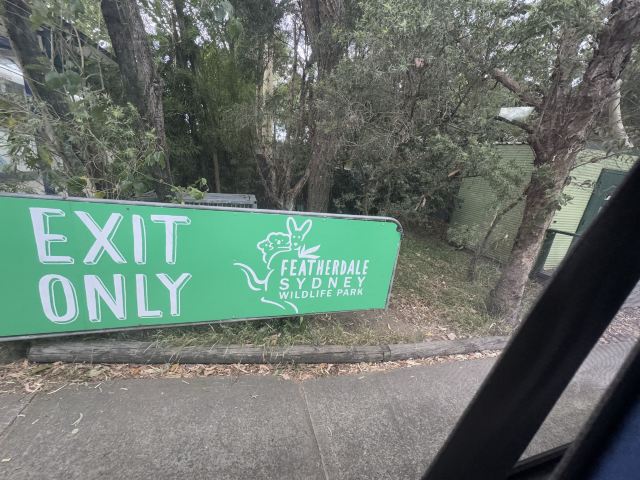 EXIT
ONLY
FEATHERDALE
SYDNEY
WILDLIFE PARK